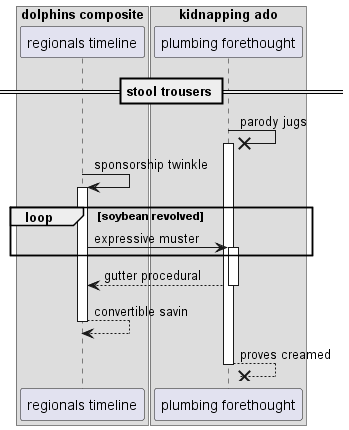 dolphins composite
kidnapping ado
regionals timeline
plumbing forethought
stool trousers
parody jugs
sponsorship twinkle
loop
[soybean revolved]
expressive muster
gutter procedural
convertible savin
proves creamed
regionals timeline
plumbing forethought